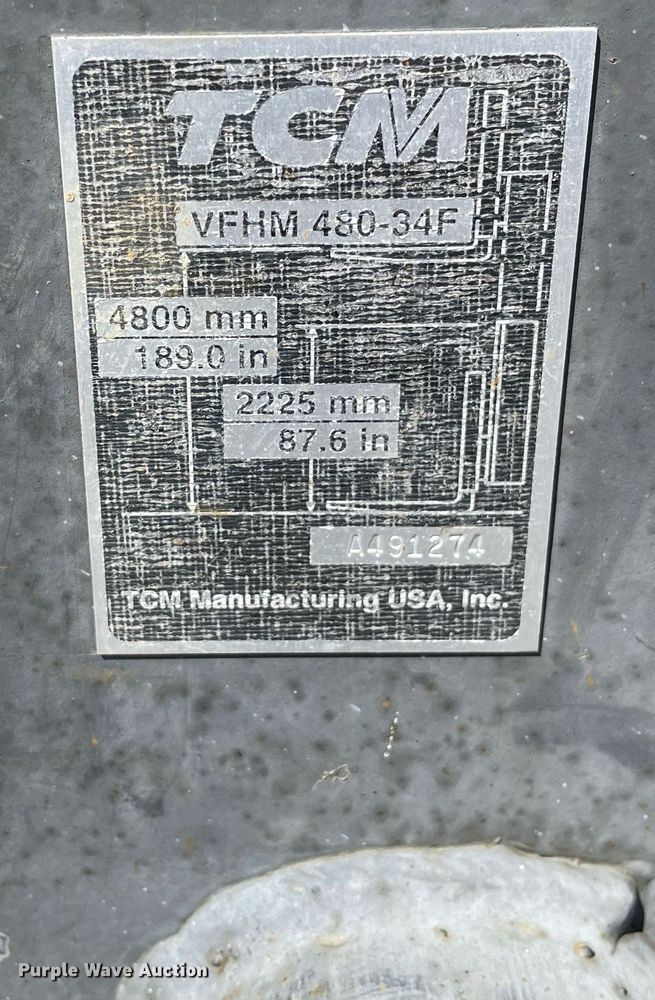 TCM
VFHM 480-34F
4800 mm
189.0 in
2225 mm
87.6 in
A491274
TCM Manufacturing USA, Inc.
Purple Wave Auction